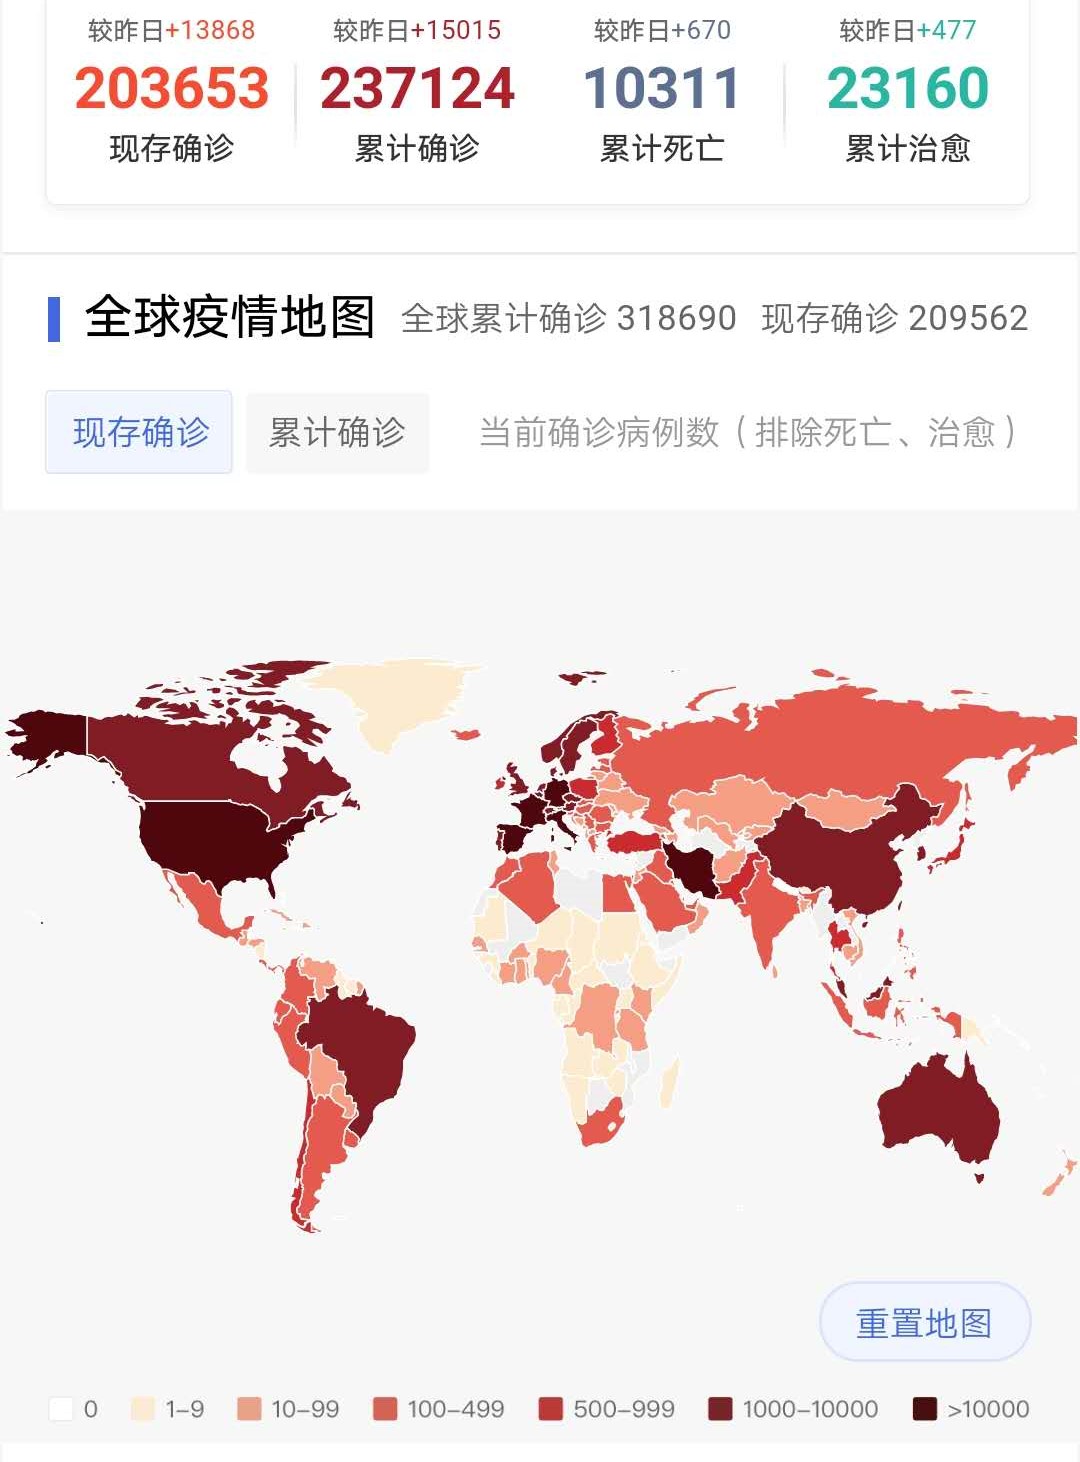 较昨日+13868 较昨日+15015 较昨日+670 较昨日+477
203653 237124 10311 23160
现存确诊 累计确诊 累计死亡 累计治愈
全球疫情地图 全球累计确诊 318690 现存确诊 209562
现存确诊 累计确诊 当前确诊病例数（排除死亡、治愈）
重置地图
0 1–9 10–99 100–499 500–999 1000–10000 >10000